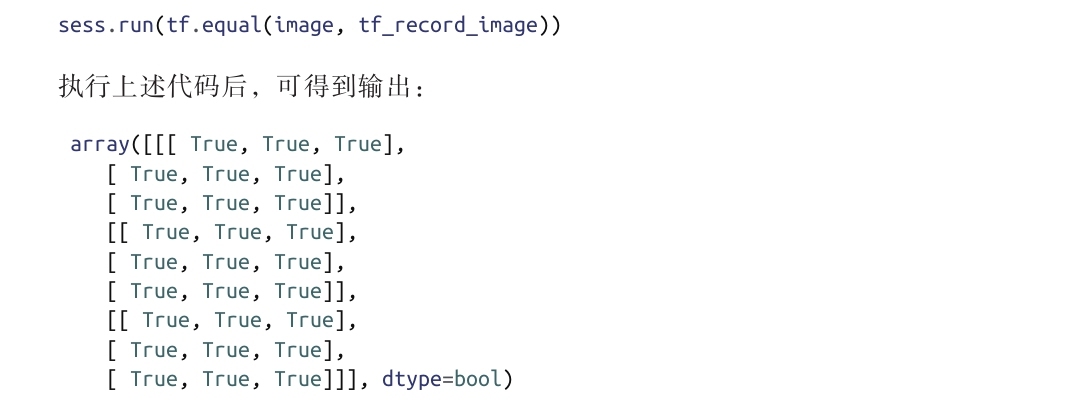 sess.run(tf.equal(image, tf_record_image))
执行上述代码后，可得到输出：
array([[[ True, True, True],
[ True, True, True],
[ True, True, True]],
[[ True, True, True],
[ True, True, True],
[ True, True, True]],
[[ True, True, True],
[ True, True, True],
[ True, True, True]]], dtype=bool)